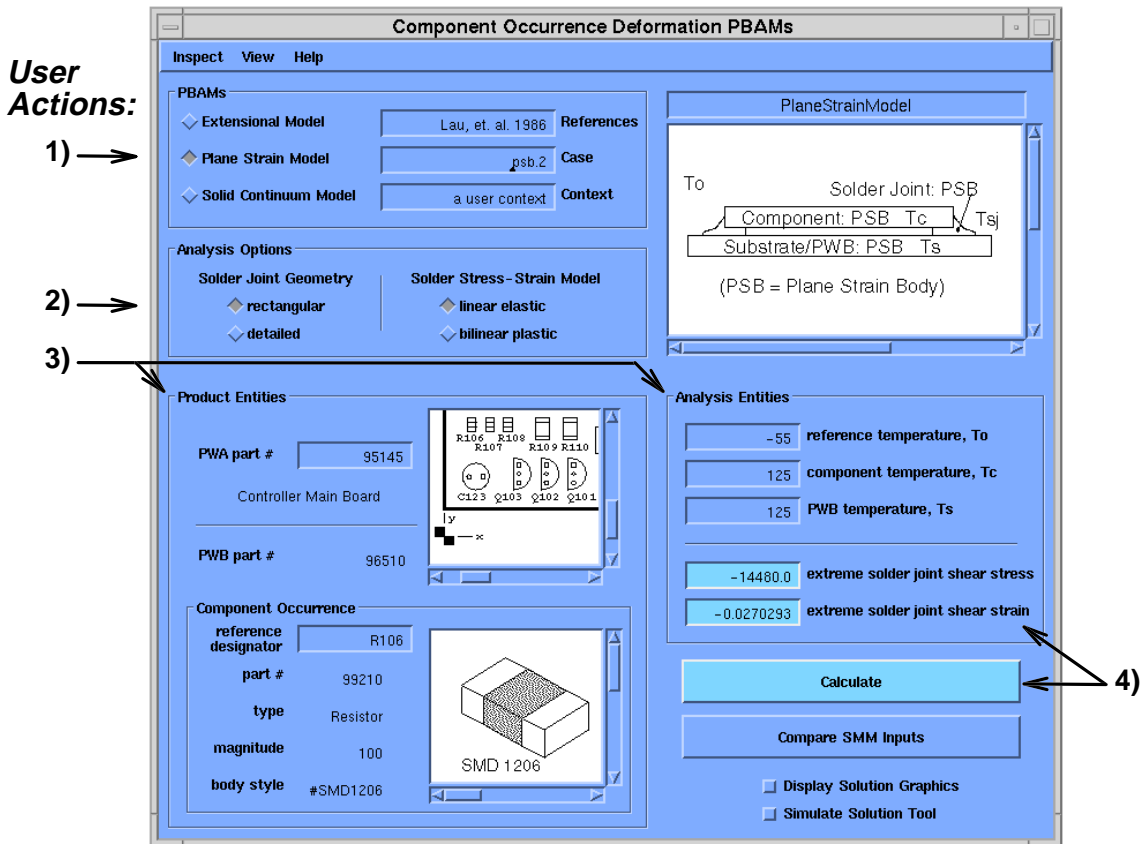 Component Occurrence Deformation PBAMs
Inspect View Help
User
Actions:
1)
2)
3)
4)
PBAMs
Extensional Model
Lau, et. al. 1986 References
Plane Strain Model
psb.2 Case
Solid Continuum Model
a user context Context
Analysis Options
Solder Joint Geometry
rectangular
detailed
Solder Stress-Strain Model
linear elastic
bilinear plastic
PlaneStrainModel
To
Solder Joint: PSB
Component: PSB Tc
Tsj
Substrate/PWB: PSB Ts
(PSB = Plane Strain Body)
Product Entities
PWA part # 95145
Controller Main Board
PWB part # 96510
R106 R108 R109 R110
R107
C123 Q103 Q102 Q101
y
x
Component Occurrence
reference
designator R106
part # 99210
type Resistor
magnitude 100
body style #SMD1206
SMD 1206
Analysis Entities
-55 reference temperature, To
125 component temperature, Tc
125 PWB temperature, Ts
-14480.0 extreme solder joint shear stress
-0.0270293 extreme solder joint shear strain
Calculate
Compare SMM Inputs
Display Solution Graphics
Simulate Solution Tool